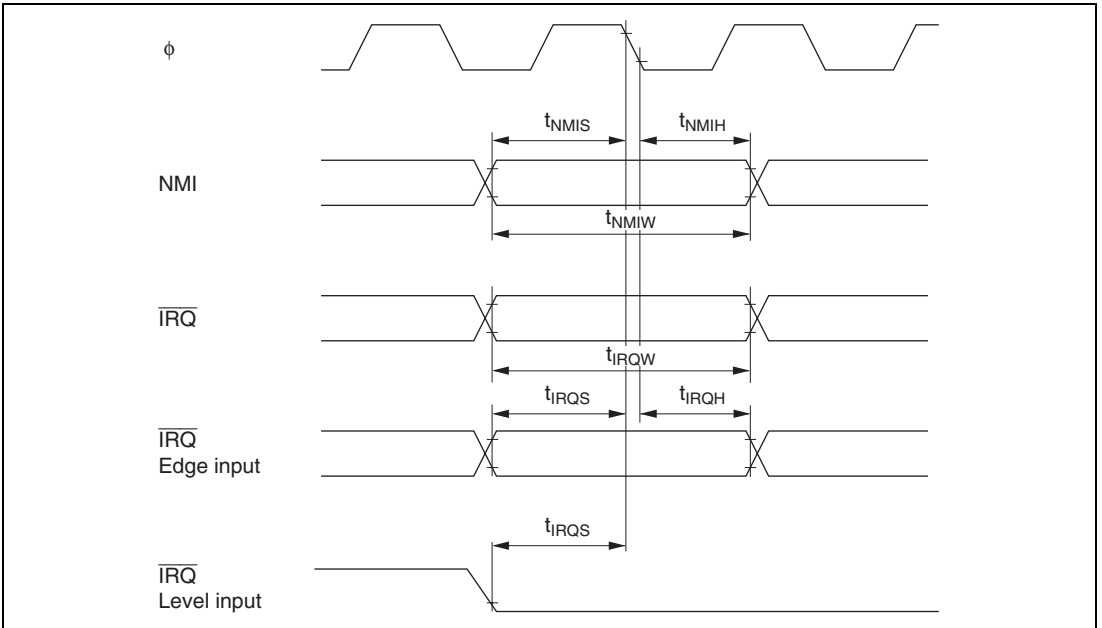 ϕ
tNMIS tNMIH
NMI
tNMIW
IRQ
tIRQW
tIRQS tIRQH
IRQ
Edge input
tIRQS
IRQ
Level input